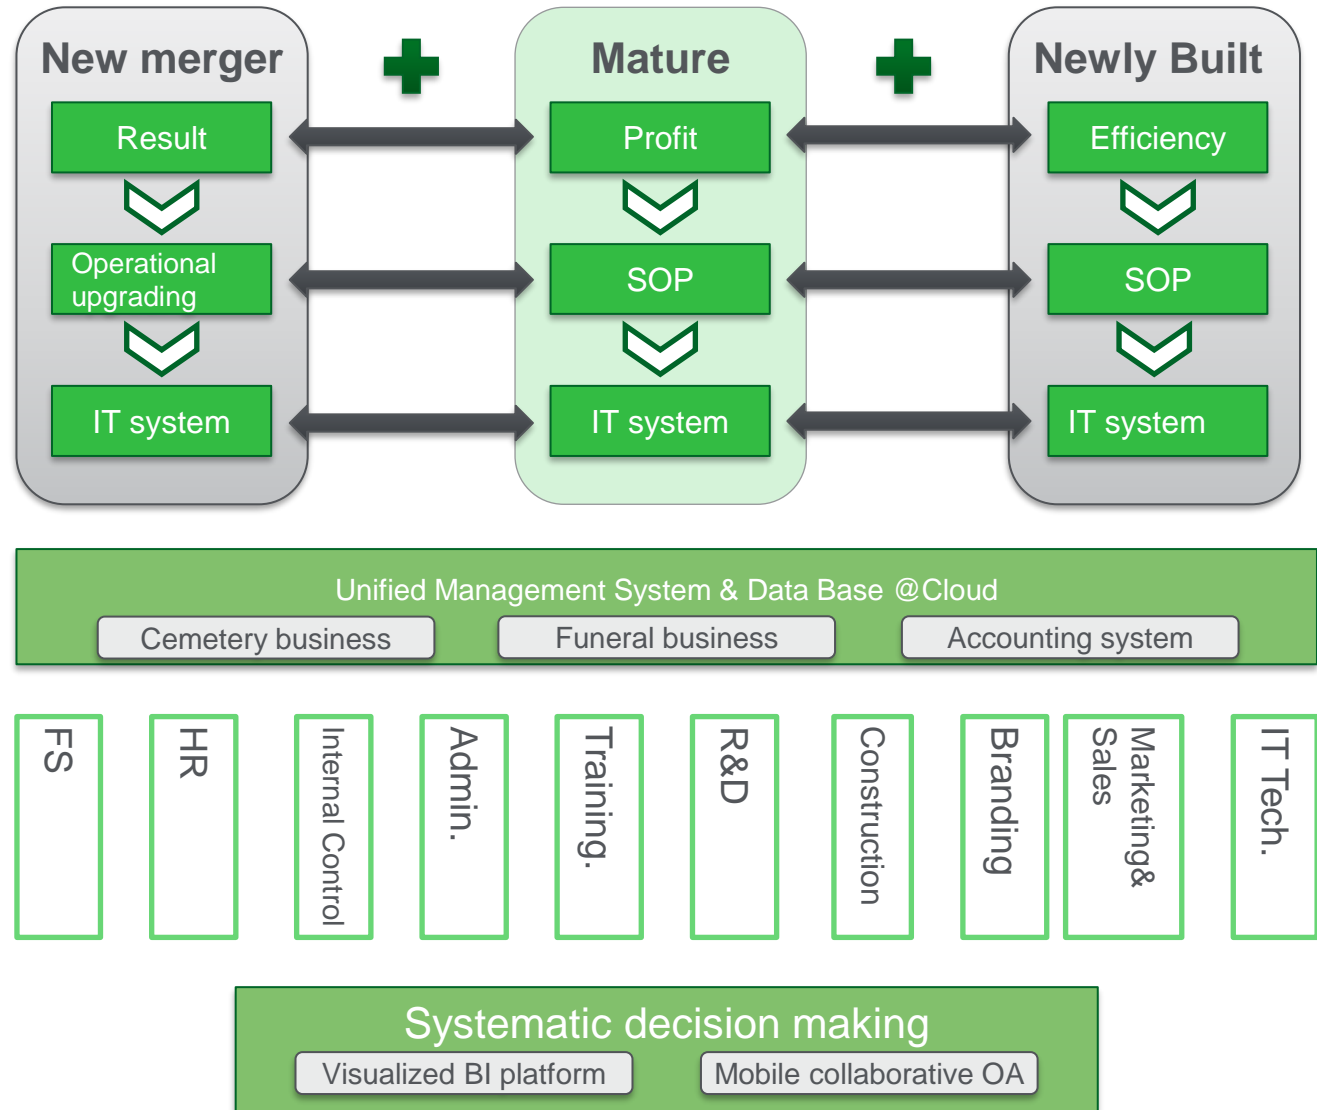 New merger
Mature
Newly Built
Result
Profit
Efficiency
Operational
upgrading
SOP
SOP
IT system
IT system
IT system
Unified Management System & Data Base @Cloud
Cemetery business
Funeral business
Accounting system
FS
HR
Internal Control
Admin.
Training.
R&D
Construction
Branding
Marketing&
Sales
IT Tech.
Systematic decision making
Visualized BI platform
Mobile collaborative OA